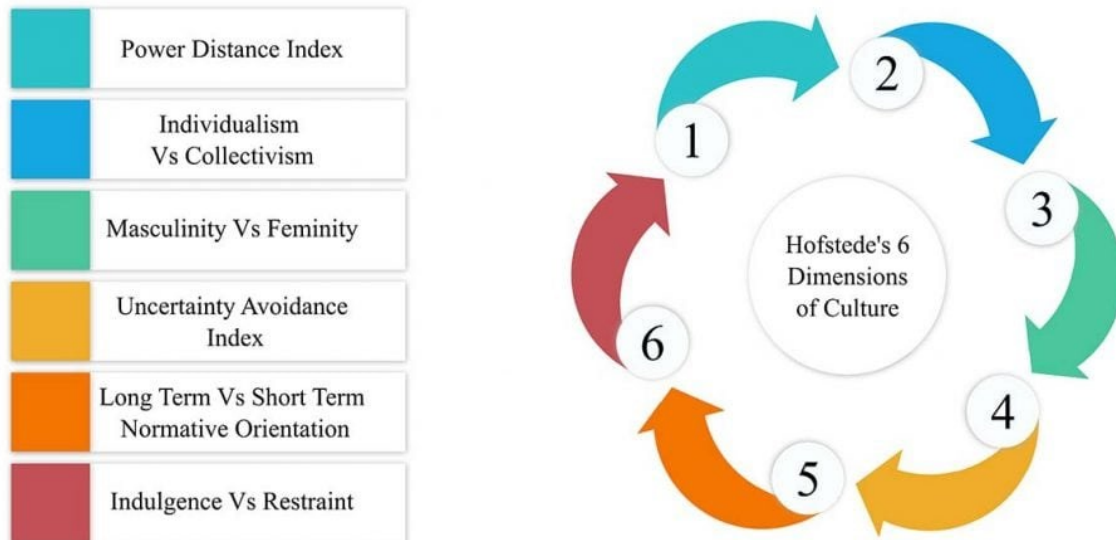 Power Distance Index
Individualism
Vs Collectivism
Masculinity Vs Feminity
Uncertainty Avoidance
Index
Long Term Vs Short Term
Normative Orientation
Indulgence Vs Restraint
1
2
3
4
5
6
Hofstede's 6
Dimensions
of Culture